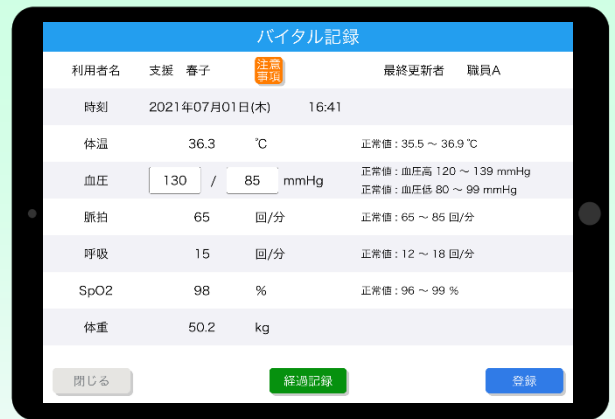 バイタル記録
利用者名 支援 春子 注意事項 最終更新者 職員A
時刻 2021年07月01日(木) 16:41
体温 36.3 ℃ 正常値 : 35.5 ～ 36.9 ℃
血圧 130 / 85 mmHg 正常値 : 血圧高 120 ～ 139 mmHg
正常値 : 血圧低 80 ～ 99 mmHg
脈拍 65 回/分 正常値 : 65 ～ 85 回/分
呼吸 15 回/分 正常値 : 12 ～ 18 回/分
SpO2 98 % 正常値 : 96 ～ 99 %
体重 50.2 kg
閉じる 経過記録 登録